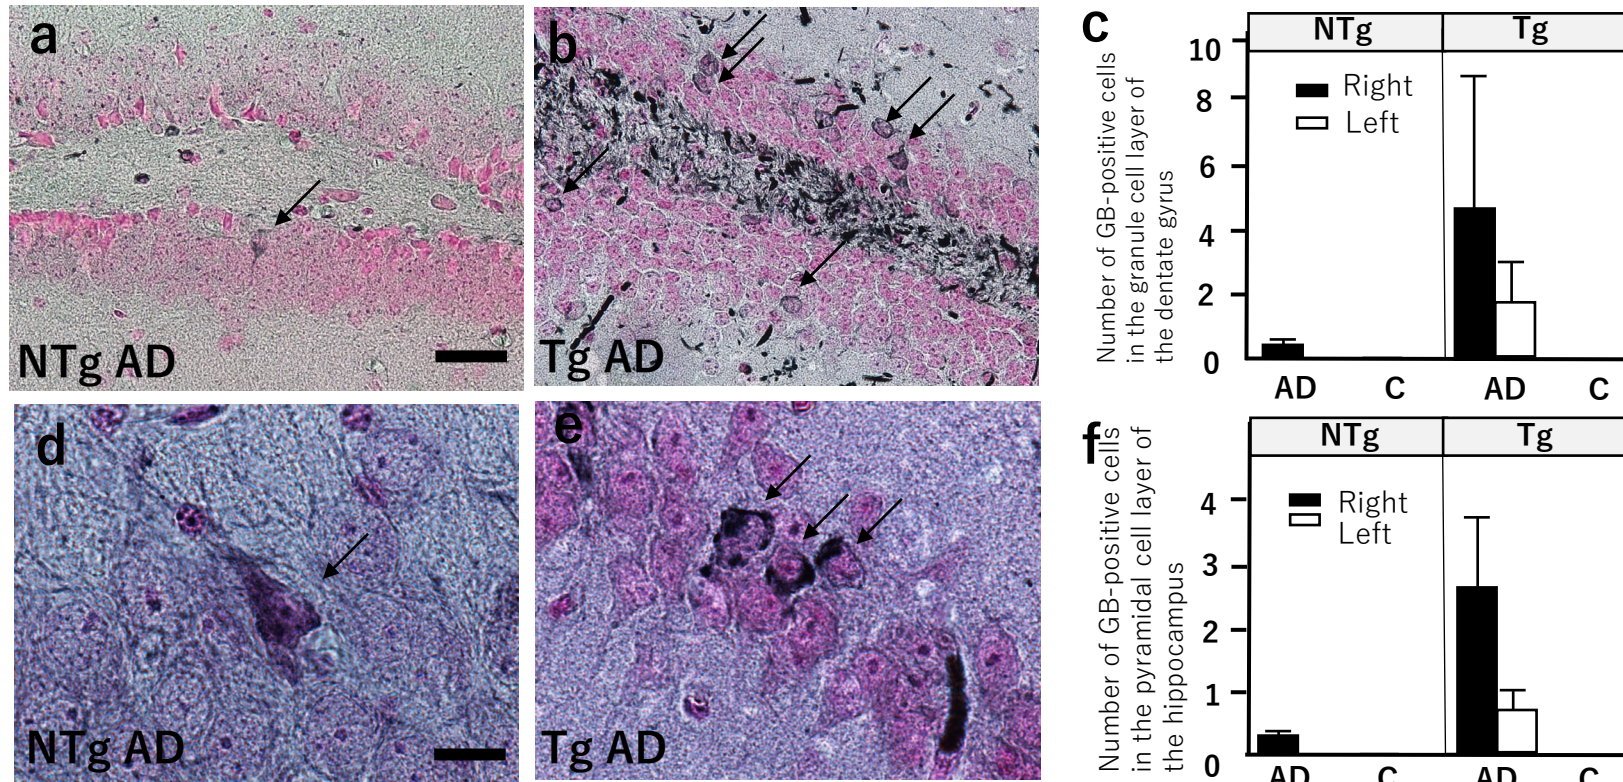 a
NTg AD
b
Tg AD
c
Number of GB-positive cells
in the granule cell layer of
the dentate gyrus
NTg Tg
10
8
6
4
2
0
Right
Left
AD C AD C
d
NTg AD
e
Tg AD
f
Number of GB-positive cells
in the pyramidal cell layer of
the hippocampus
NTg Tg
4
3
2
1
0
Right
Left
AD C AD C